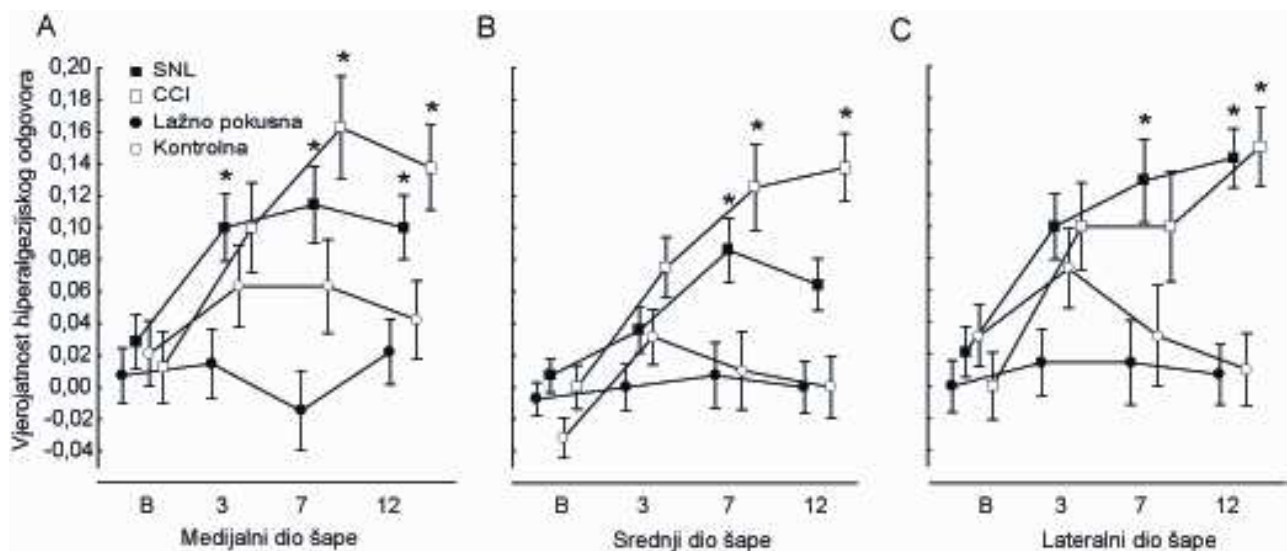 A
B
C
Vjerojatnost hiperalgezijskog odgovora
0,20
0,18
0,16
0,14
0,12
0,10
0,08
0,06
0,04
0,02
0,00
-0,02
-0,04
SNL
CCI
Lažno pokusna
Kontrolna
* * * * *
* * *
* * *
B 3 7 12
Medijalni dio šape
B 3 7 12
Srednji dio šape
B 3 7 12
Lateralni dio šape